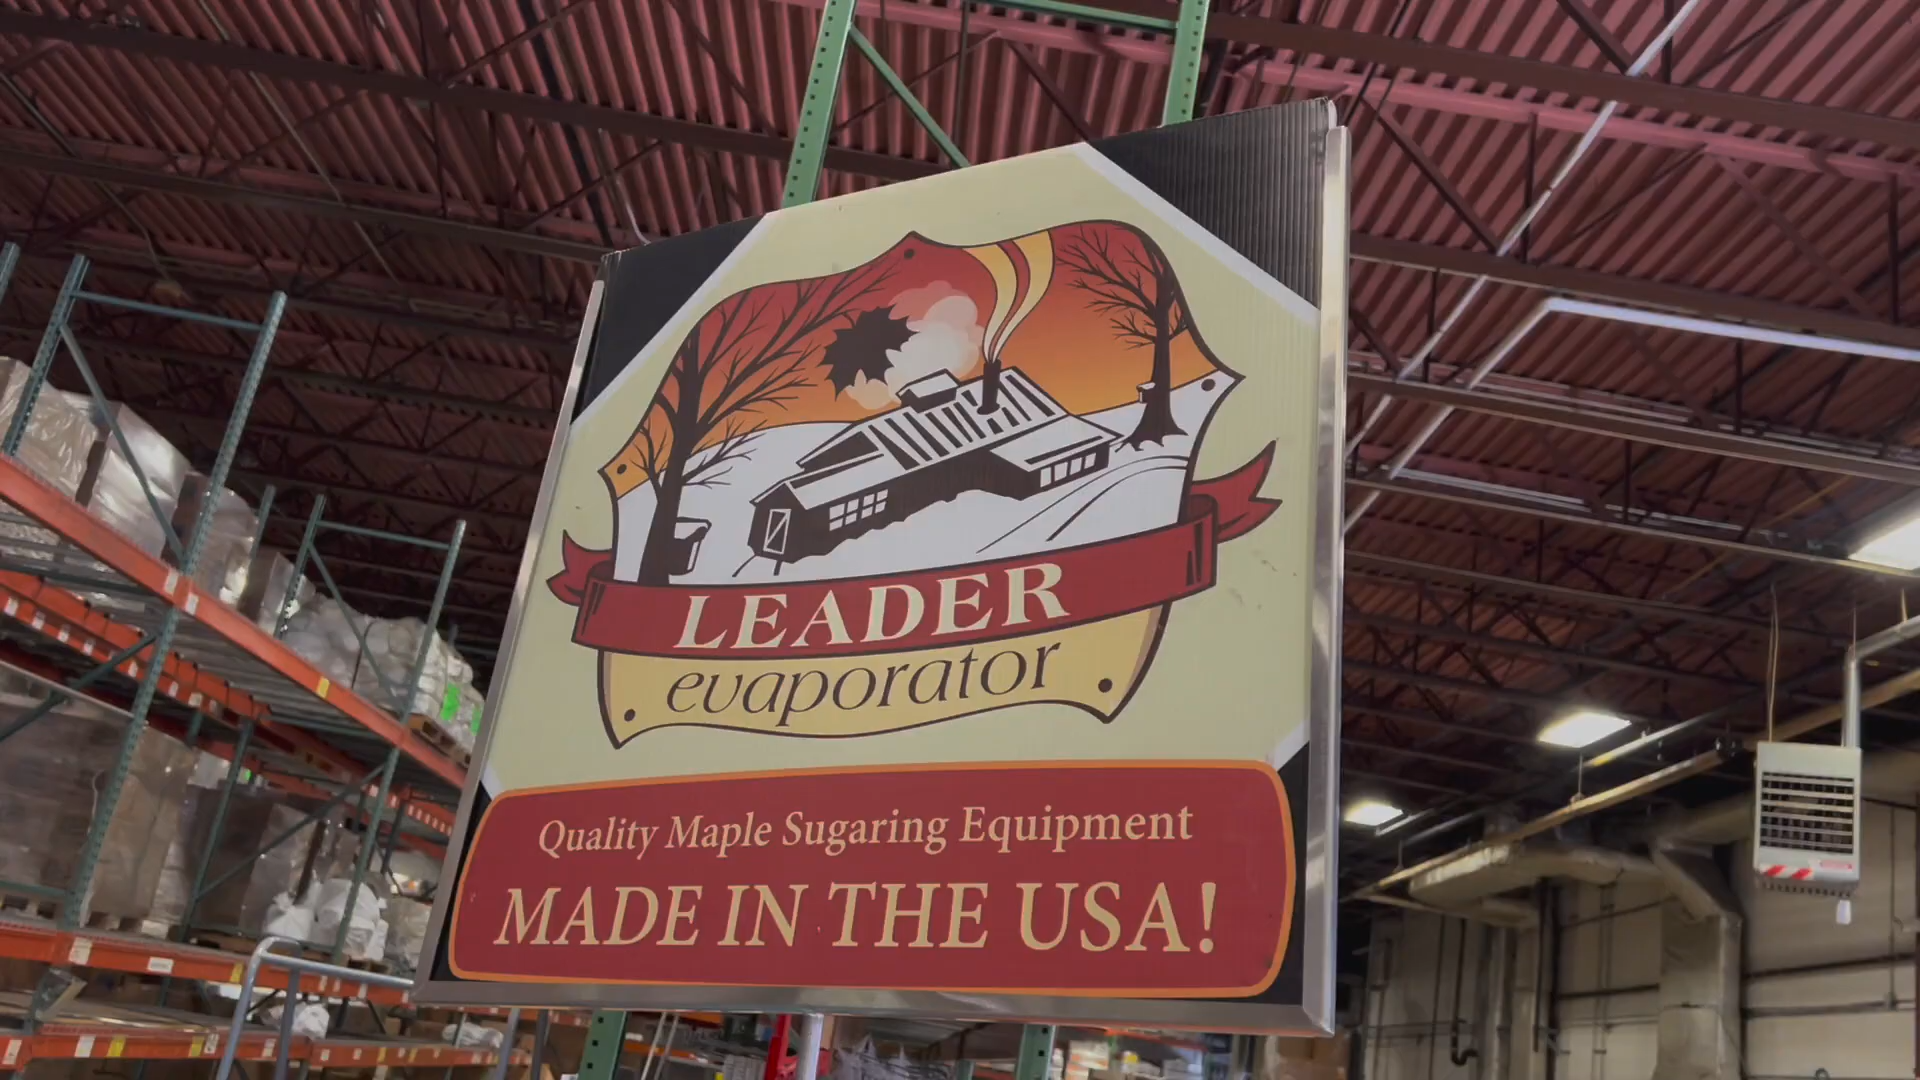 LEADER
evaporator
Quality Maple Sugaring Equipment
MADE IN THE USA!